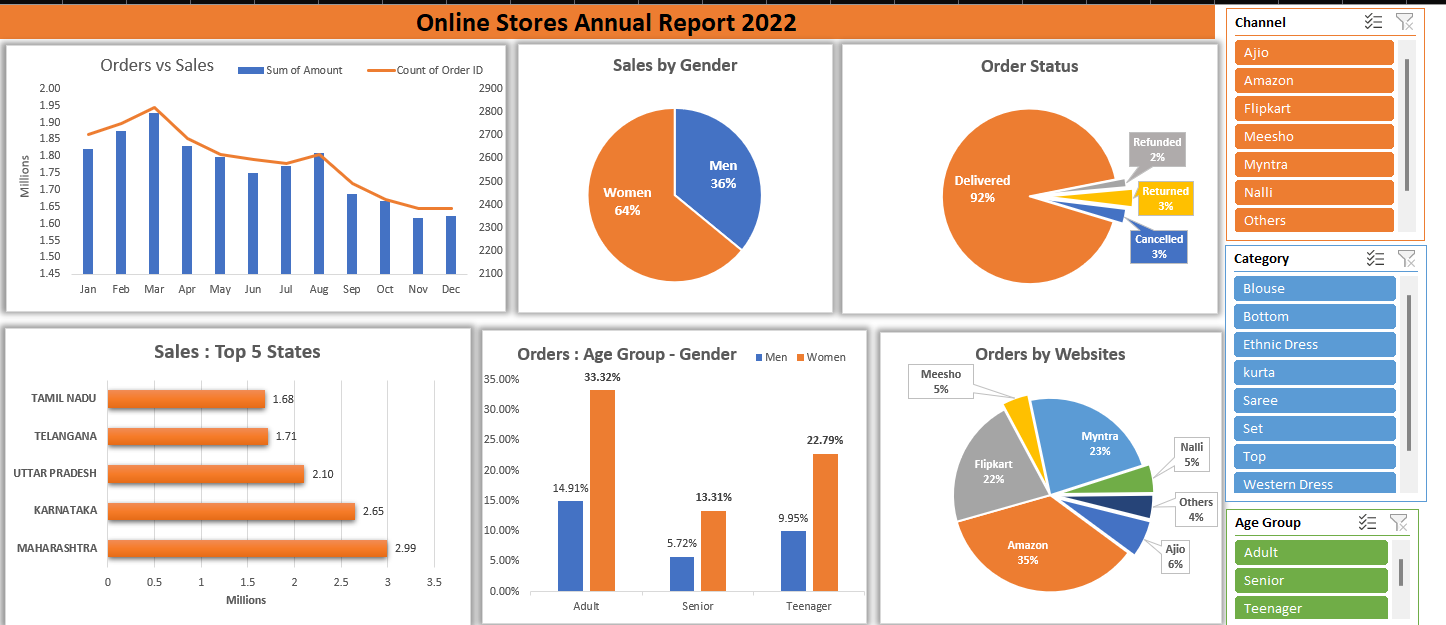 Online Stores Annual Report 2022
Orders vs Sales
Sum of Amount
Count of Order ID
2.00
1.95
1.90
1.85
1.80
1.75
1.70
1.65
1.60
1.55
1.50
1.45
Millions
2900
2800
2700
2600
2500
2400
2300
2200
2100
Jan Feb Mar Apr May Jun Jul Aug Sep Oct Nov Dec
Sales by Gender
Men
36%
Women
64%
Order Status
Delivered
92%
Refunded
2%
Returned
3%
Cancelled
3%
Channel
Ajio
Amazon
Flipkart
Meesho
Myntra
Nalli
Others
Category
Blouse
Bottom
Ethnic Dress
kurta
Saree
Set
Top
Western Dress
Age Group
Adult
Senior
Teenager
Sales : Top 5 States
TAMIL NADU 1.68
TELANGANA 1.71
UTTAR PRADESH 2.10
KARNATAKA 2.65
MAHARASHTRA 2.99
0 0.5 1 1.5 2 2.5 3 3.5
Millions
Orders : Age Group - Gender
Men
Women
35.00%
30.00%
25.00%
20.00%
15.00%
10.00%
5.00%
0.00%
14.91%
33.32%
5.72%
13.31%
9.95%
22.79%
Adult Senior Teenager
Orders by Websites
Meesho
5%
Myntra
23%
Nalli
5%
Flipkart
22%
Others
4%
Amazon
35%
Ajio
6%